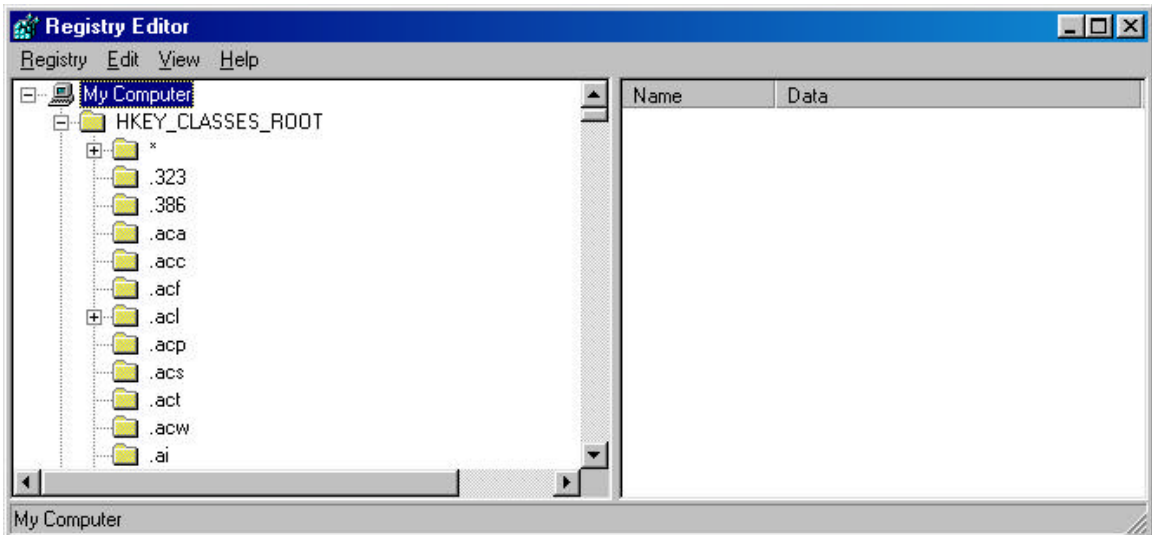 Registry Editor
Registry Edit View Help
My Computer
HKEY_CLASSES_ROOT
*
.323
.386
.aca
.acc
.acf
.acl
.acp
.acs
.act
.acw
.ai
Name Data
My Computer